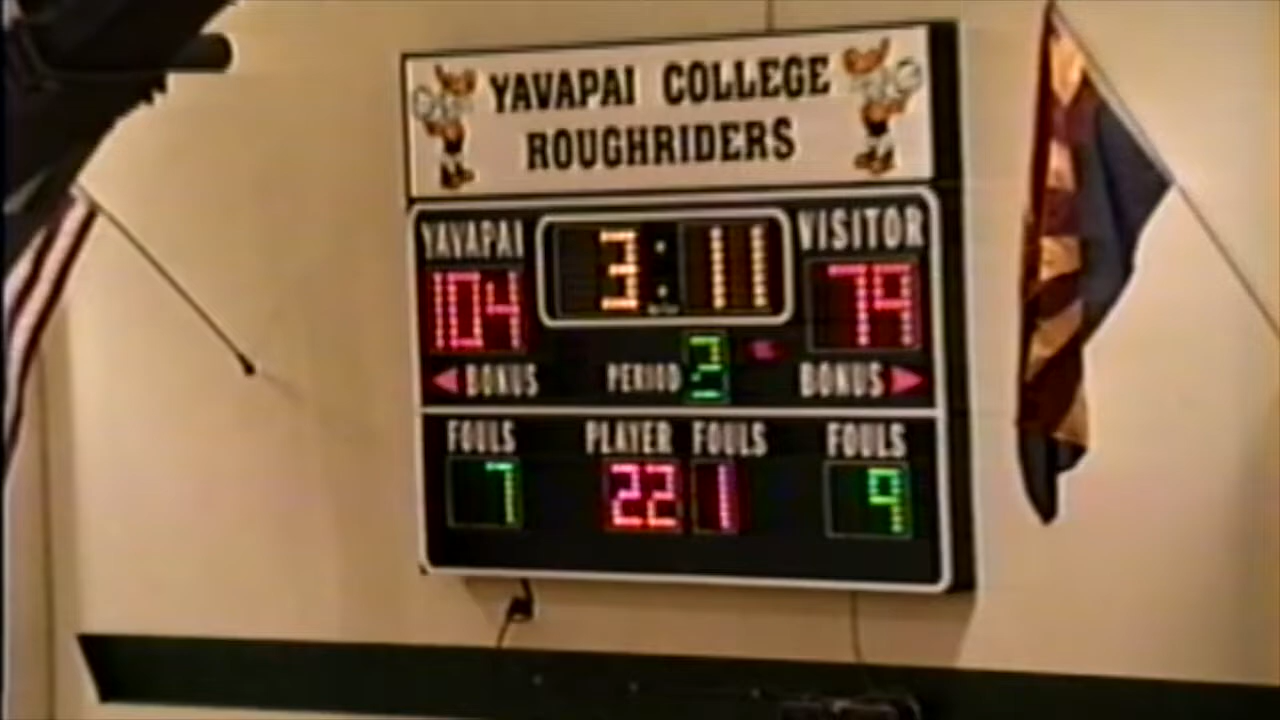 YAVAPAI COLLEGE
ROUGHRIDERS
YAVAPAI 3:11 VISITOR
104 79
BONUS PERIOD 2 BONUS
FOULS PLAYER FOULS FOULS
7 22 1 9